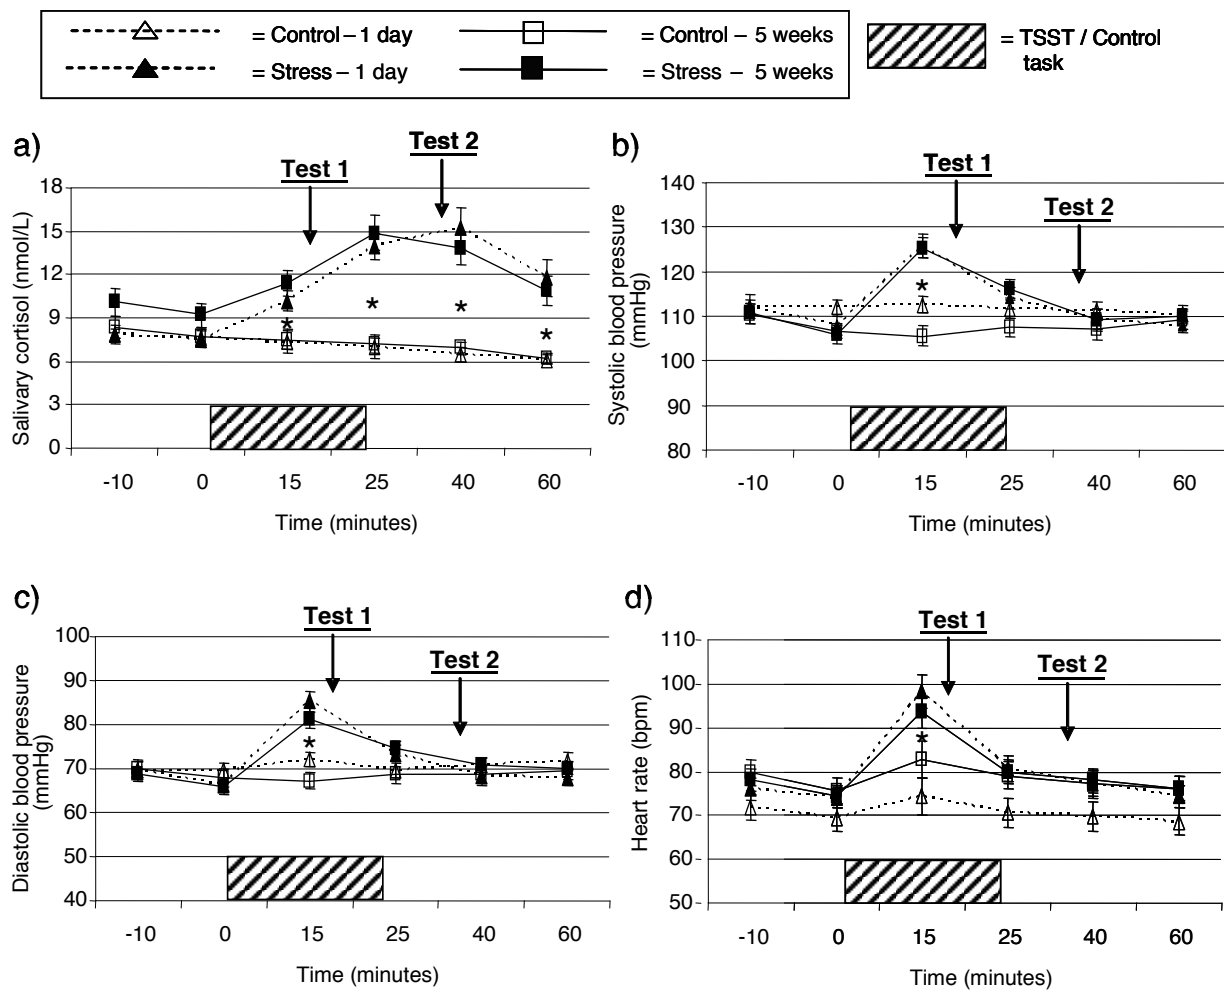 = Control – 1 day
= Control – 5 weeks
= TSST / Control
task
= Stress – 1 day
= Stress – 5 weeks
a)
Test 1
Test 2
Salivary cortisol (nmol/L)
18
15
12
9
6
3
0
*
*
*
*
-10 0 15 25 40 60
Time (minutes)
b)
Test 1
Test 2
Systolic blood pressure
(mmHg)
140
130
120
110
100
90
80
*
-10 0 15 25 40 60
Time (minutes)
c)
Test 1
Test 2
Diastolic blood pressure
(mmHg)
100
90
80
70
60
50
40
*
-10 0 15 25 40 60
Time (minutes)
d)
Test 1
Test 2
Heart rate (bpm)
110
100
90
80
70
60
50
*
-10 0 15 25 40 60
Time (minutes)